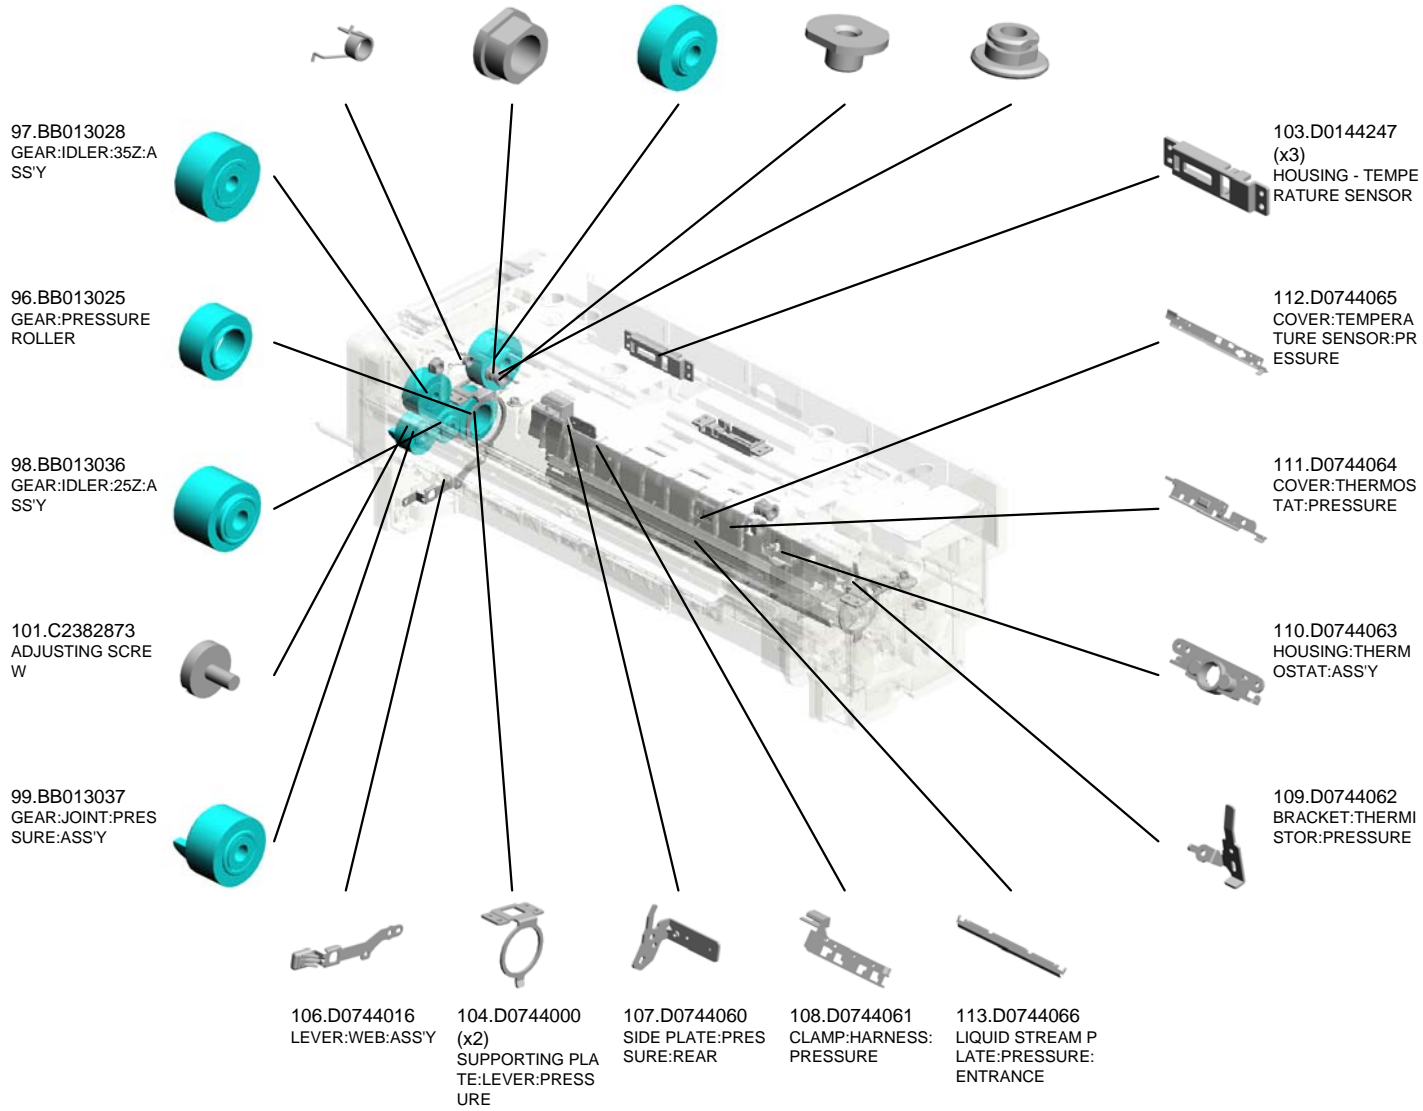 97.BB013028
GEAR:IDLER:35Z:A
SS'Y
96.BB013025
GEAR:PRESSURE
ROLLER
98.BB013036
GEAR:IDLER:25Z:A
SS'Y
101.C2382873
ADJUSTING SCRE
W
99.BB013037
GEAR:JOINT:PRES
SURE:ASS'Y
106.D0744016
LEVER:WEB:ASS'Y
104.D0744000
(x2)
SUPPORTING PLA
TE:LEVER:PRESS
URE
107.D0744060
SIDE PLATE:PRES
SURE:REAR
108.D0744061
CLAMP:HARNESS:
PRESSURE
113.D0744066
LIQUID STREAM P
LATE:PRESSURE:
ENTRANCE
103.D0144247
(x3)
HOUSING - TEMPE
RATURE SENSOR
112.D0744065
COVER:TEMPERA
TURE SENSOR:PR
ESSURE
111.D0744064
COVER:THERMOS
TAT:PRESSURE
110.D0744063
HOUSING:THERM
OSTAT:ASS'Y
109.D0744062
BRACKET:THERMI
STOR:PRESSURE